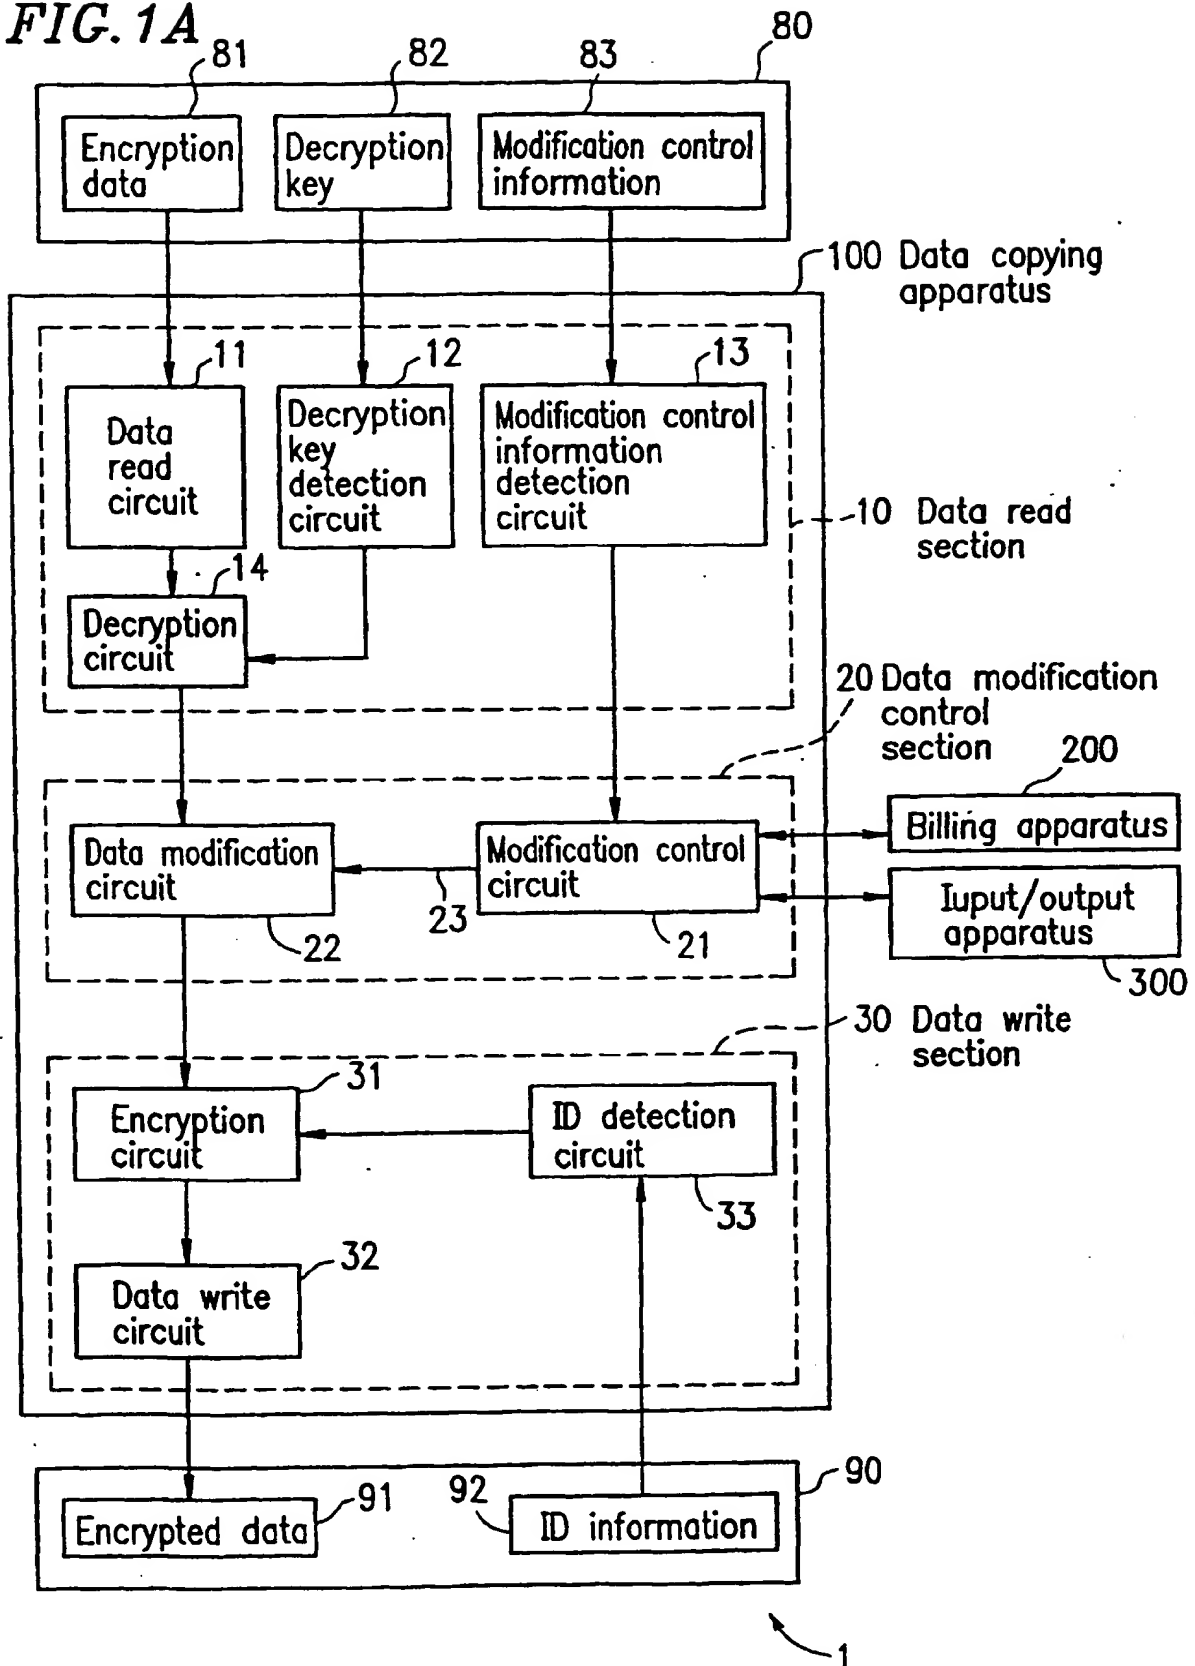 FIG. 1A
80
81
82
83
Encryption
data
Decryption
key
Modification control
information
100 Data copying
apparatus
11
12
13
Data
read
circuit
Decryption
key
detection
circuit
Modification control
information
detection
circuit
10 Data read
section
14
Decryption
circuit
20 Data modification
control
section
200
Billing apparatus
Data modification
circuit
23
Modification control
circuit
22
21
Iuput/output
apparatus
300
30 Data write
section
31
Encryption
circuit
ID detection
circuit
33
32
Data write
circuit
90
91
92
Encrypted data
ID information
1